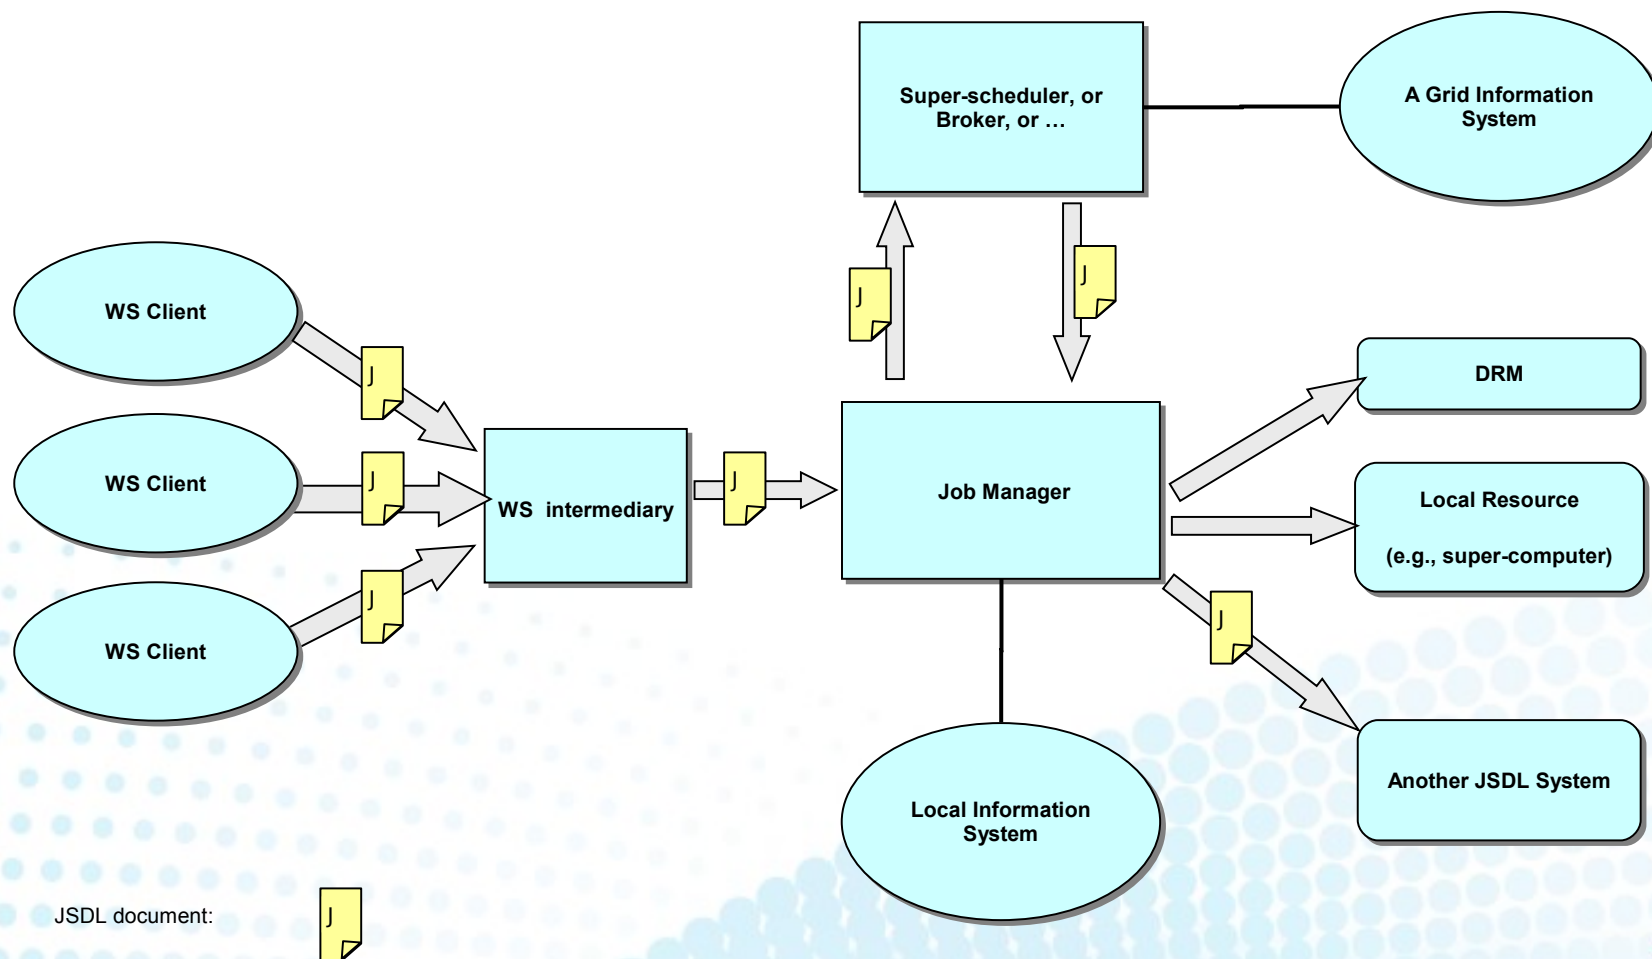 Super-scheduler, or
Broker, or …
A Grid Information
System
J
J
WS Client
J
DRM
WS Client
J
WS intermediary
J
Job Manager
Local Resource
(e.g., super-computer)
WS Client
J
J
Another JSDL System
Local Information
System
JSDL document:
J